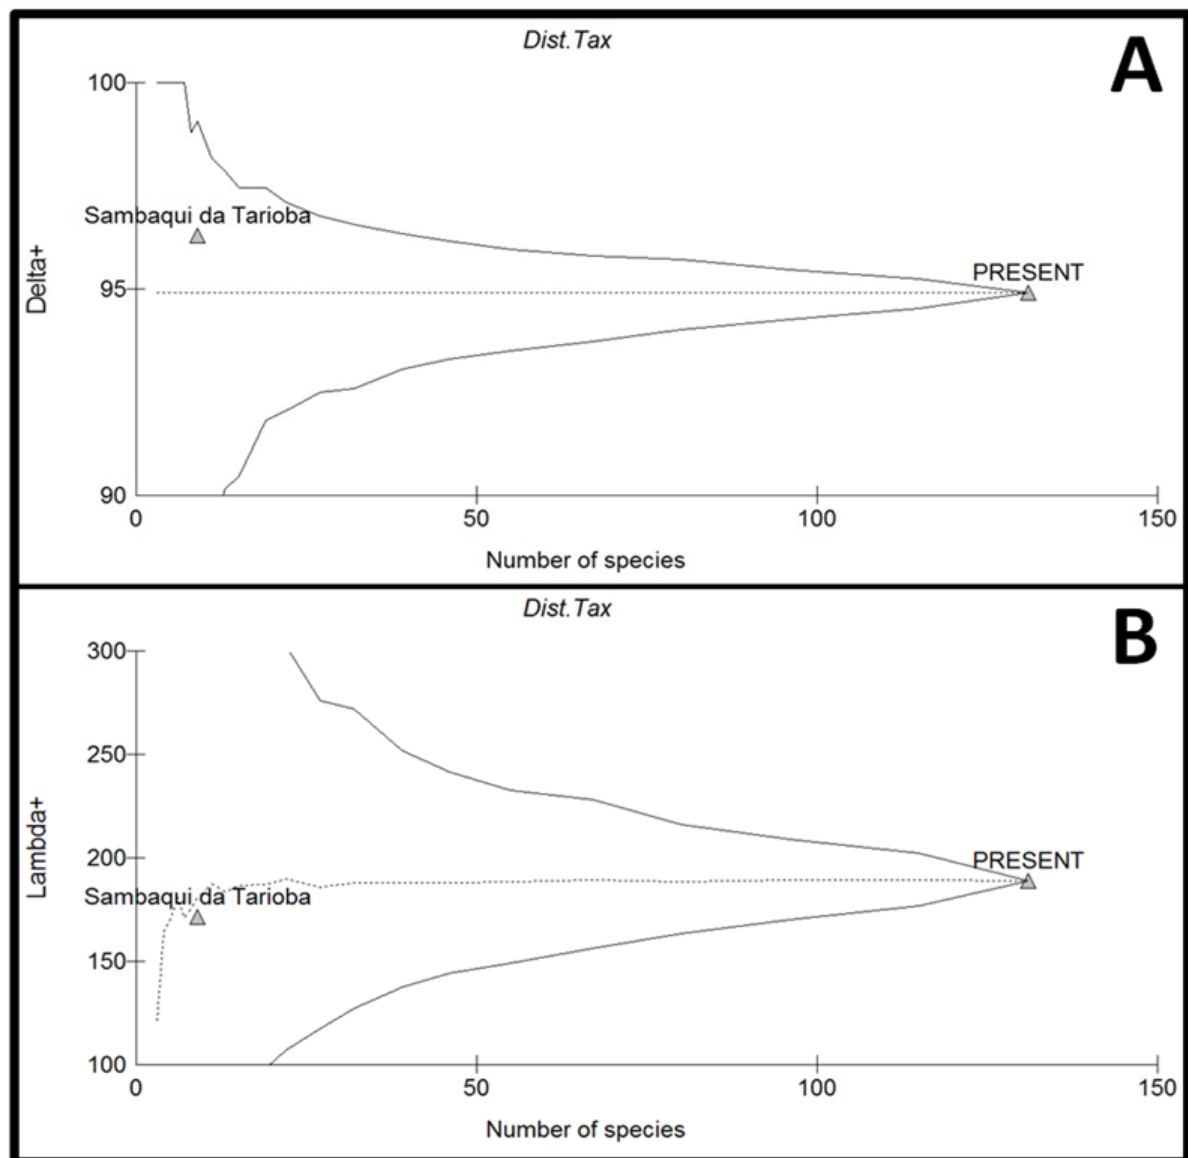 Dist.Tax
A
100
Sambaqui da Tarioba
Delta+
95
PRESENT
90
0
50
100
150
Number of species
Dist.Tax
B
300
250
Lambda+
200
PRESENT
Sambaqui da Tarioba
150
100
0
50
100
150
Number of species